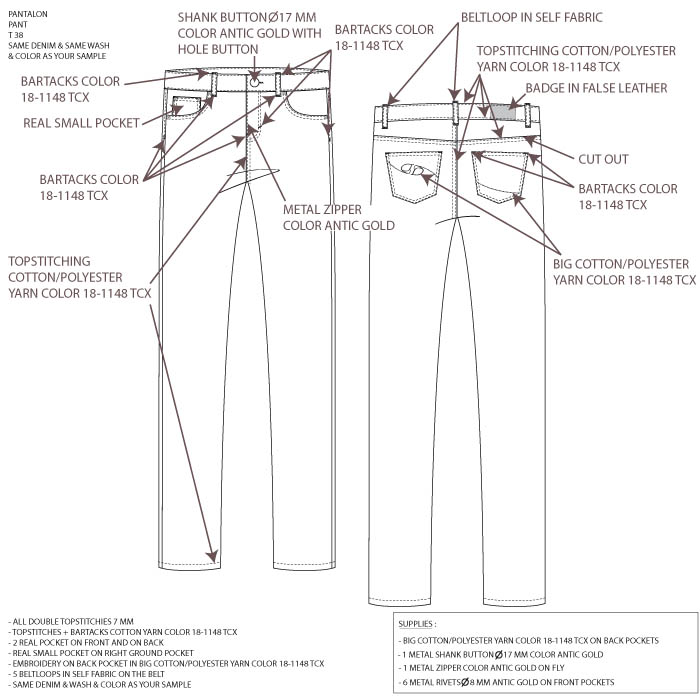 PANTALON
PANT
T 38
SAME DENIM & SAME WASH
& COLOR AS YOUR SAMPLE
SHANK BUTTONØ17 MM
COLOR ANTIC GOLD WITH
HOLE BUTTON
BARTACKS COLOR
18-1148 TCX
BELTLOOP IN SELF FABRIC
TOPSTITCHING COTTON/POLYESTER
YARN COLOR 18-1148 TCX
BADGE IN FALSE LEATHER
BARTACKS COLOR
18-1148 TCX
REAL SMALL POCKET
BARTACKS COLOR
18-1148 TCX
CUT OUT
BARTACKS COLOR
18-1148 TCX
METAL ZIPPER
COLOR ANTIC GOLD
TOPSTITCHING
COTTON/POLYESTER
YARN COLOR 18-1148 TCX
BIG COTTON/POLYESTER
YARN COLOR 18-1148 TCX
- ALL DOUBLE TOPSTITCHIES 7 MM
- TOPSTITCHES + BARTACKS COTTON YARN COLOR 18-1148 TCX
- 2 REAL POCKET ON FRONT AND ON BACK
- REAL SMALL POCKET ON RIGHT GROUND POCKET
- EMBROIDERY ON BACK POCKET IN BIG COTTON/POLYESTER YARN COLOR 18-1148 TCX
- 5 BELTLOOPS IN SELF FABRIC ON THE BELT
- SAME DENIM & WASH & COLOR AS YOUR SAMPLE
SUPPLIES :
- BIG COTTON/POLYESTER YARN COLOR 18-1148 TCX ON BACK POCKETS
- 1 METAL SHANK BUTTONØ17 MM COLOR ANTIC GOLD
- 1 METAL ZIPPER COLOR ANTIC GOLD ON FLY
- 6 METAL RIVETSØ8 MM ANTIC GOLD ON FRONT POCKETS